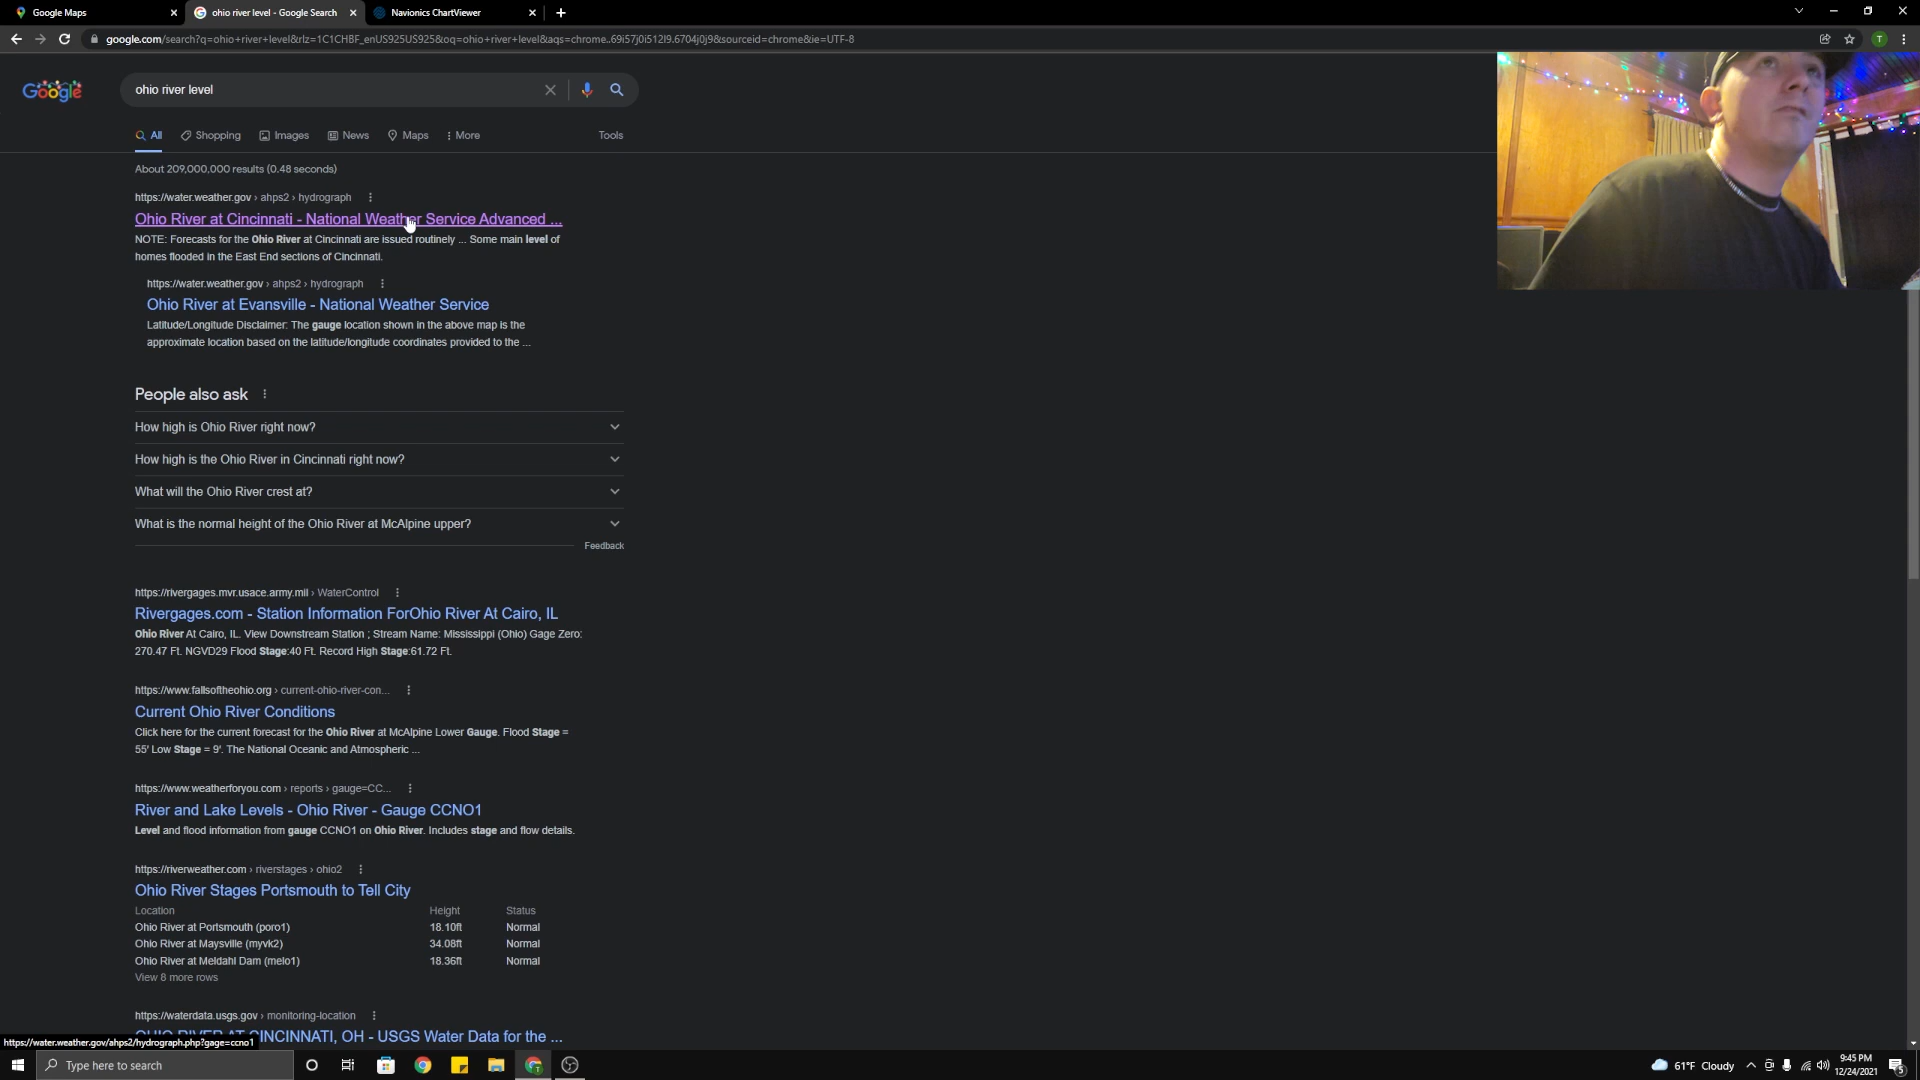 Google Maps
ohio river level - Google Search
Navionics ChartViewer
google.com/search?q=ohio+river+level&rlz=1C1CHBF_enUS925US925&oq=ohio+river+level&aqs=chrome..69i57j0i512l9.6704j0j9&sourceid=chrome&ie=UTF-8
T
Google
ohio river level
All
Shopping
Images
News
Maps
More
Tools
About 209,000,000 results (0.48 seconds)
https://water.weather.gov › ahps2 › hydrograph
Ohio River at Cincinnati - National Weather Service Advanced ...
NOTE: Forecasts for the Ohio River at Cincinnati are issued routinely ... Some main level of
homes flooded in the East End sections of Cincinnati.
https://water.weather.gov › ahps2 › hydrograph
Ohio River at Evansville - National Weather Service
Latitude/Longitude Disclaimer: The gauge location shown in the above map is the
approximate location based on the latitude/longitude coordinates provided to the ...
People also ask
How high is Ohio River right now?
How high is the Ohio River in Cincinnati right now?
What will the Ohio River crest at?
What is the normal height of the Ohio River at McAlpine upper?
Feedback
https://rivergages.mvr.usace.army.mil › WaterControl
Rivergages.com - Station Information ForOhio River At Cairo, IL
Ohio River At Cairo, IL. View Downstream Station ; Stream Name: Mississippi (Ohio) Gage Zero:
270.47 Ft. NGVD29 Flood Stage:40 Ft. Record High Stage:61.72 Ft.
https://www.fallsoftheohio.org › current-ohio-river-con...
Current Ohio River Conditions
Click here for the current forecast for the Ohio River at McAlpine Lower Gauge. Flood Stage =
55' Low Stage = 9'. The National Oceanic and Atmospheric ...
https://www.weatherforyou.com › reports › gauge=CC...
River and Lake Levels - Ohio River - Gauge CCNO1
Level and flood information from gauge CCNO1 on Ohio River. Includes stage and flow details.
https://riverweather.com › riverstages › ohio2
Ohio River Stages Portsmouth to Tell City
Location Height Status
Ohio River at Portsmouth (poro1) 18.10ft Normal
Ohio River at Maysville (myvk2) 34.08ft Normal
Ohio River at Meldahl Dam (melo1) 18.36ft Normal
View 8 more rows
https://waterdata.usgs.gov › monitoring-location
OHIO RIVER AT CINCINNATI, OH - USGS Water Data for the ...
https://water.weather.gov/ahps2/hydrograph.php?gage=ccno1
Type here to search
T
61°F Cloudy
9:45 PM
12/24/2021
5